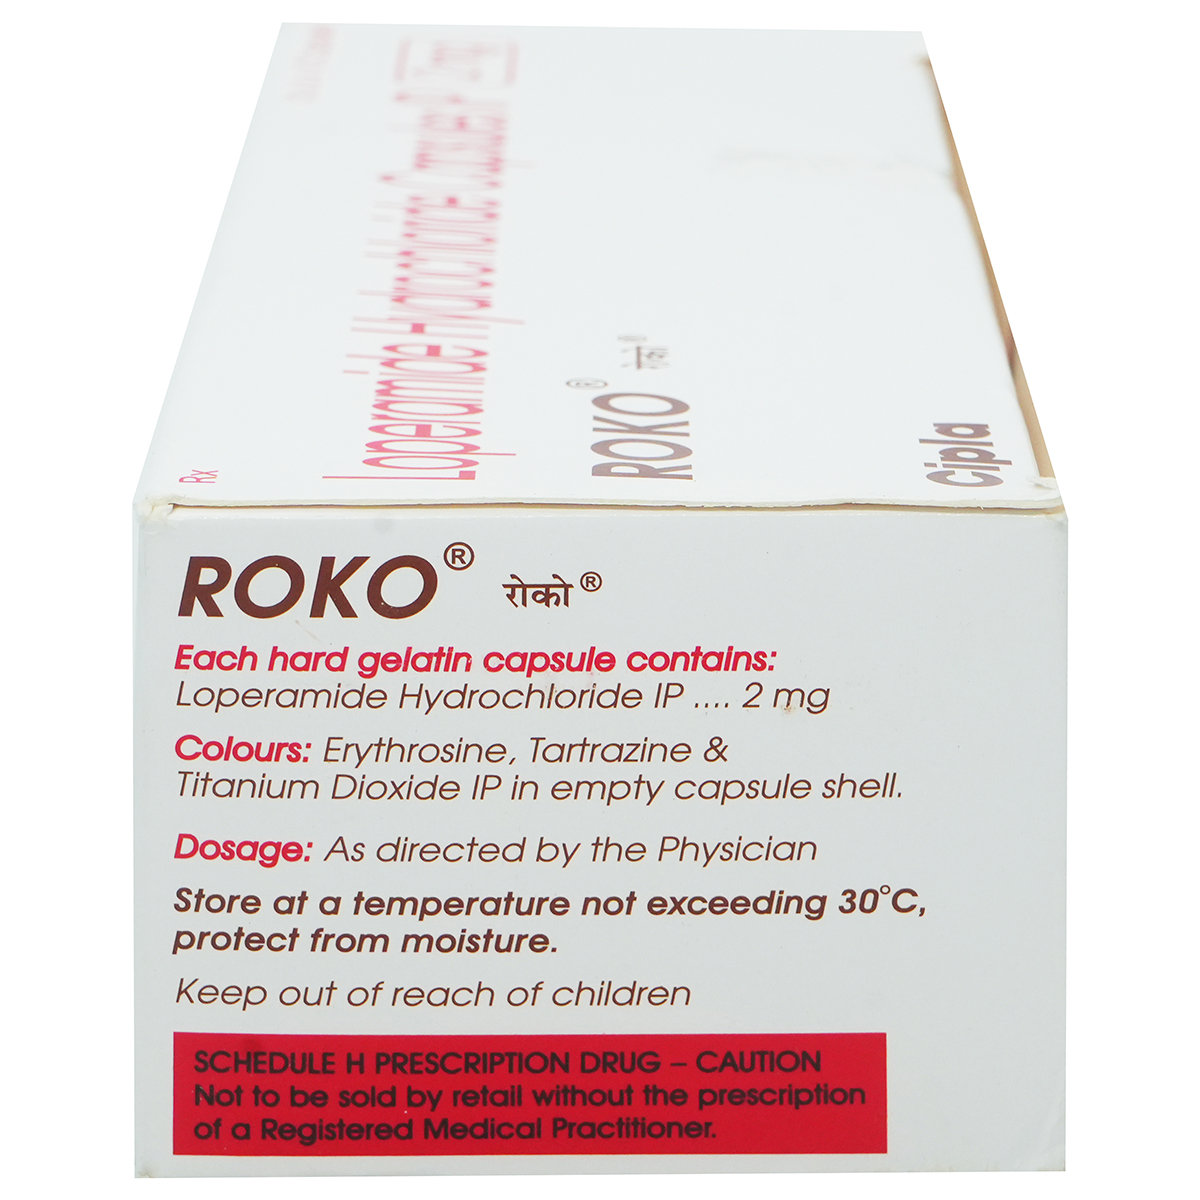 Rx
Loperamide Hydrochloride Capsules IP 2 mg
ROKO® रोको®
Cipla
ROKO® रोको®
Each hard gelatin capsule contains:
Loperamide Hydrochloride IP .... 2 mg
Colours: Erythrosine, Tartrazine &
Titanium Dioxide IP in empty capsule shell.
Dosage: As directed by the Physician
Store at a temperature not exceeding 30°C,
protect from moisture.
Keep out of reach of children
SCHEDULE H PRESCRIPTION DRUG – CAUTION
Not to be sold by retail without the prescription
of a Registered Medical Practitioner.